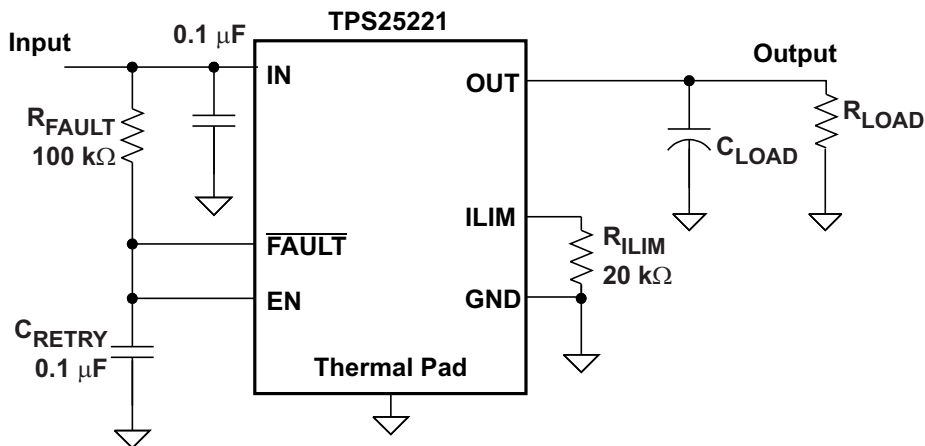 TPS25221
0.1 μF
Input
Output
IN
OUT
R_FAULT
100 kΩ
R_LOAD
C_LOAD
ILIM
FAULT
R_ILIM
20 kΩ
EN
GND
C_RETRY
0.1 μF
Thermal Pad